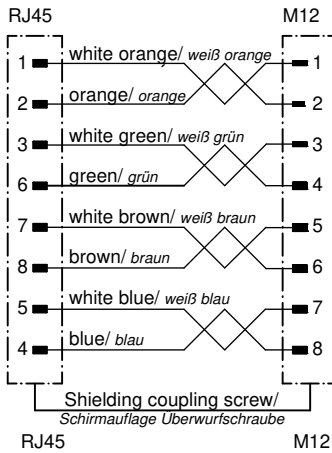 RJ45 M12
1 white orange/ weiß orange 1
2 orange/ orange 2
3 white green/ weiß grün 3
6 green/ grün 4
7 white brown/ weiß braun 5
8 brown/ braun 6
5 white blue/ weiß blau 7
4 blue/ blau 8
Shielding coupling screw/
Schirmauflage Uberwurfschraube
RJ45 M12